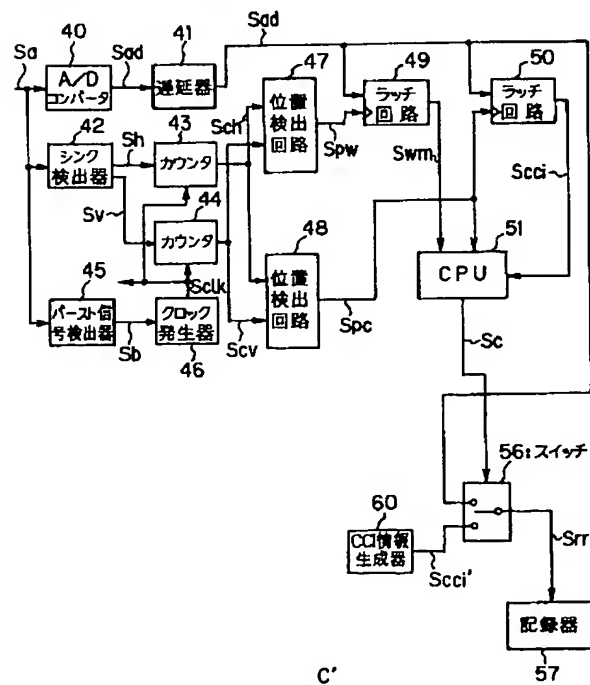 Sa
40
A/D
コンバータ
Sad
41
遅延器
Sad
42
シンク
検出器
Sh
Sv
43
カウンタ
44
カウンタ
Sch
Sclk
Scv
45
バースト信
号検出器
Sb
クロック
発生器
46
47
位置
検出
回路
Spw
48
位置
検出
回路
Spc
49
ラッチ
回路
Swm
50
ラッチ
回路
Scci
51
CPU
Sc
56:スイッチ
60
CCI情報
生成器
Scci'
Srr
記録器
57
C'